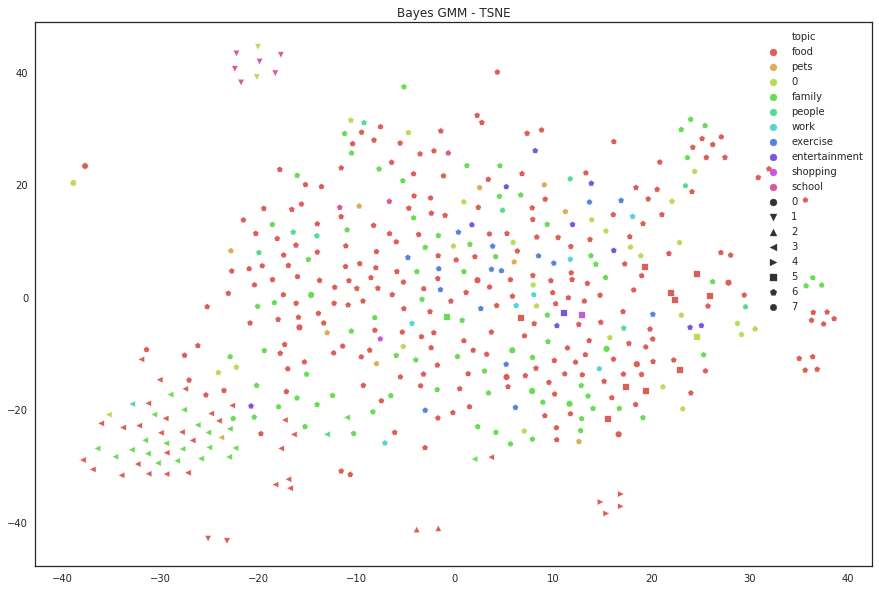 Bayes GMM - TSNE
topic
food
pets
0
family
people
work
exercise
entertainment
shopping
school
0
1
2
3
4
5
6
7
40
20
0
−20
−40
−40 −30 −20 −10 0 10 20 30 40